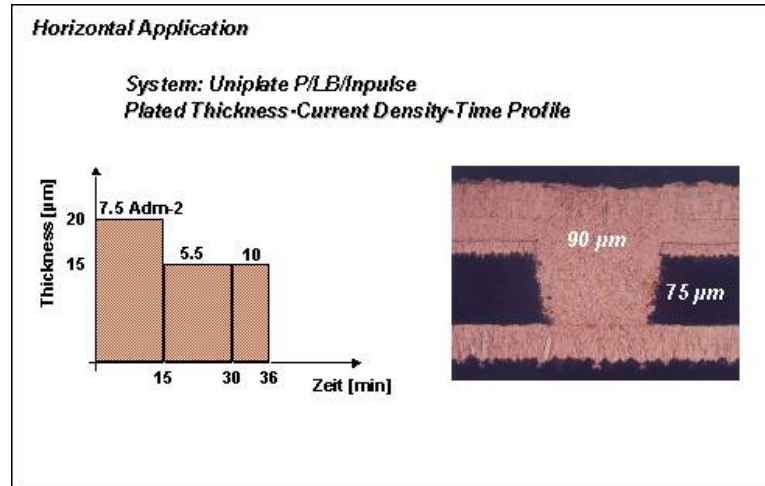 Horizontal Application
System: Uniplate P/LB/Inpulse
Plated Thickness-Current Density-Time Profile
Thickness [µm]
7.5 Adm-2
20
5.5
10
15
15
30
36
Zeit [min]
90 µm
75 µm